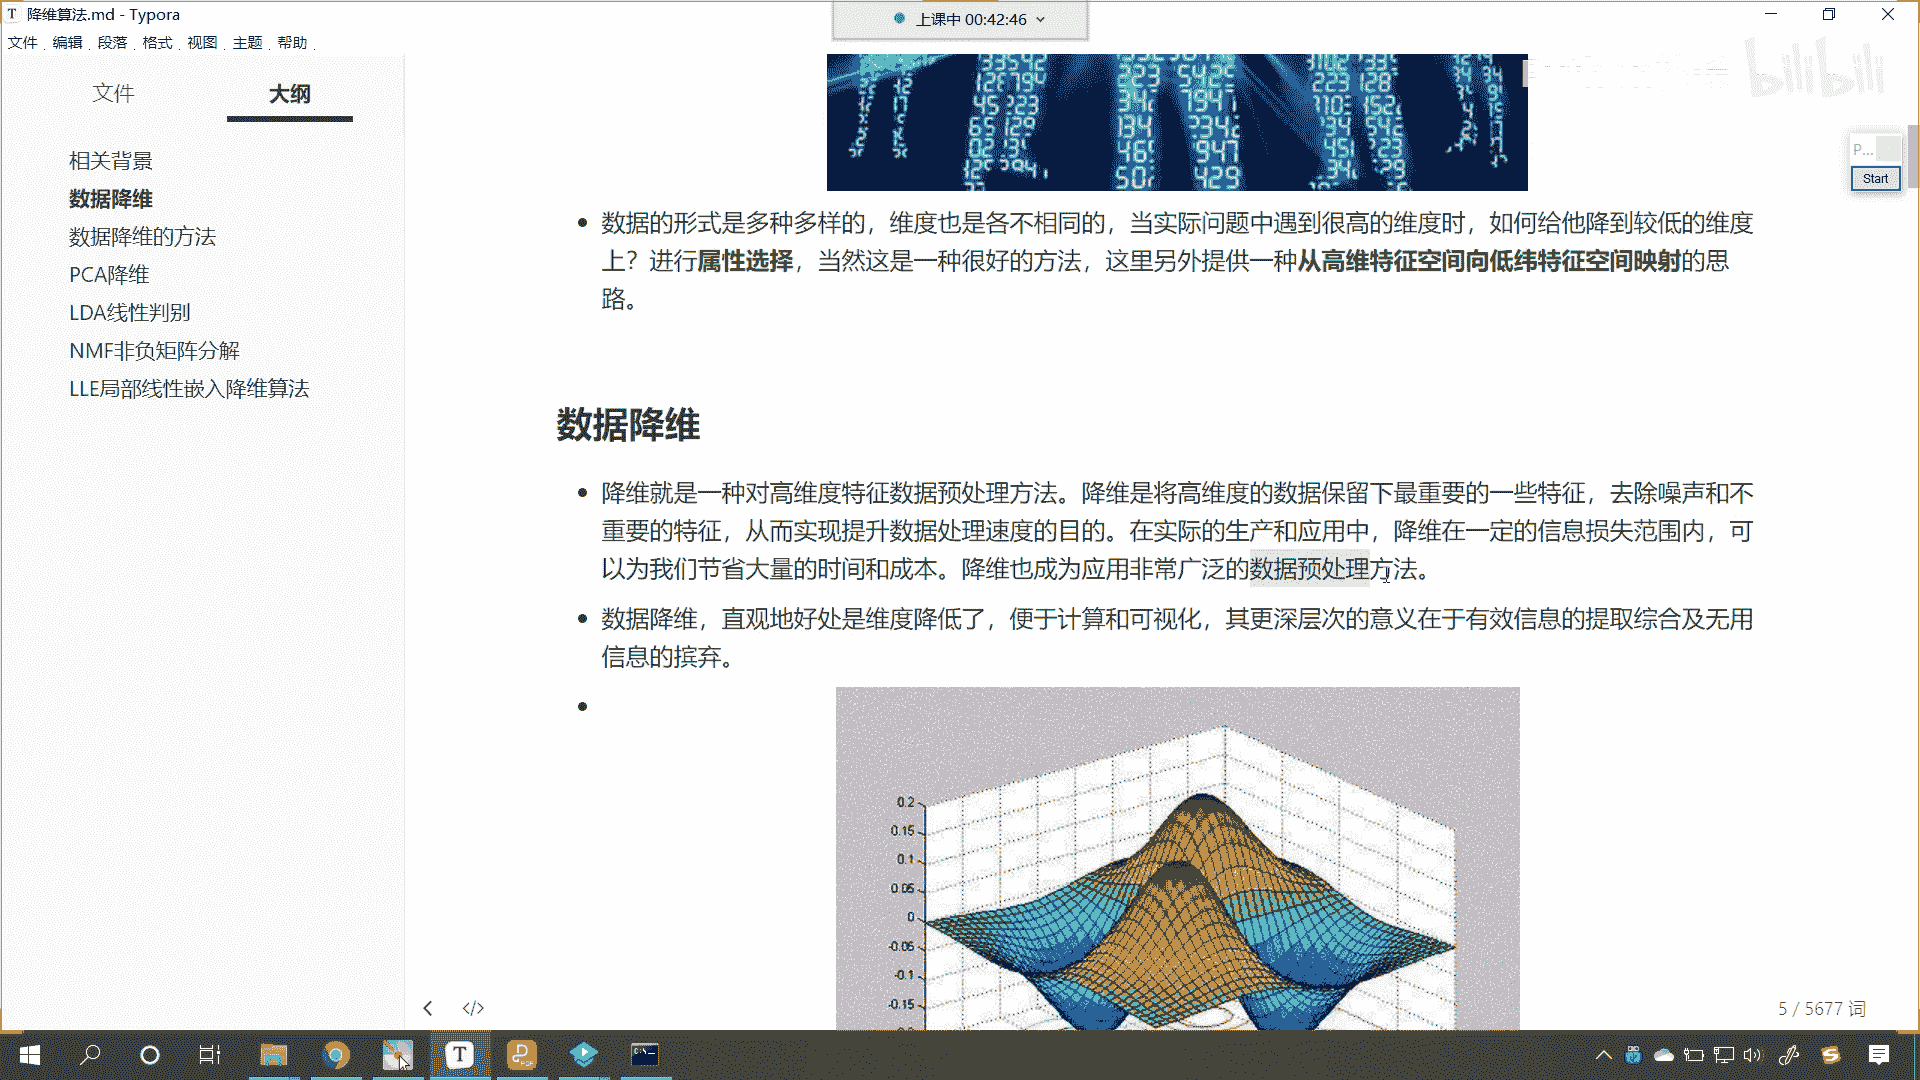 降维算法.md - Typora
上课中 00:42:46
文件 编辑 段落 格式 视图 主题 帮助
文件
大纲
相关背景
数据降维
数据降维的方法
PCA降维
LDA线性判别
NMF非负矩阵分解
LLE局部线性嵌入降维算法
bilibili
P...
Start
数据的形式是多种多样的，维度也是各不相同的，当实际问题中遇到很高的维度时，如何给他降到较低的维度
上？进行属性选择，当然这是一种很好的方法，这里另外提供一种从高维特征空间向低纬特征空间映射的思
路。
数据降维
降维就是一种对高维度特征数据预处理方法。降维是将高维度的数据保留下最重要的一些特征，去除噪声和不
重要的特征，从而实现提升数据处理速度的目的。在实际的生产和应用中，降维在一定的信息损失范围内，可
以为我们节省大量的时间和成本。降维也成为应用非常广泛的数据预处理方法。
数据降维，直观地好处是维度降低了，便于计算和可视化，其更深层次的意义在于有效信息的提取综合及无用
信息的摈弃。
0.2
0.15
0.1
0.05
0
-0.05
-0.1
-0.15
5 / 5677 词